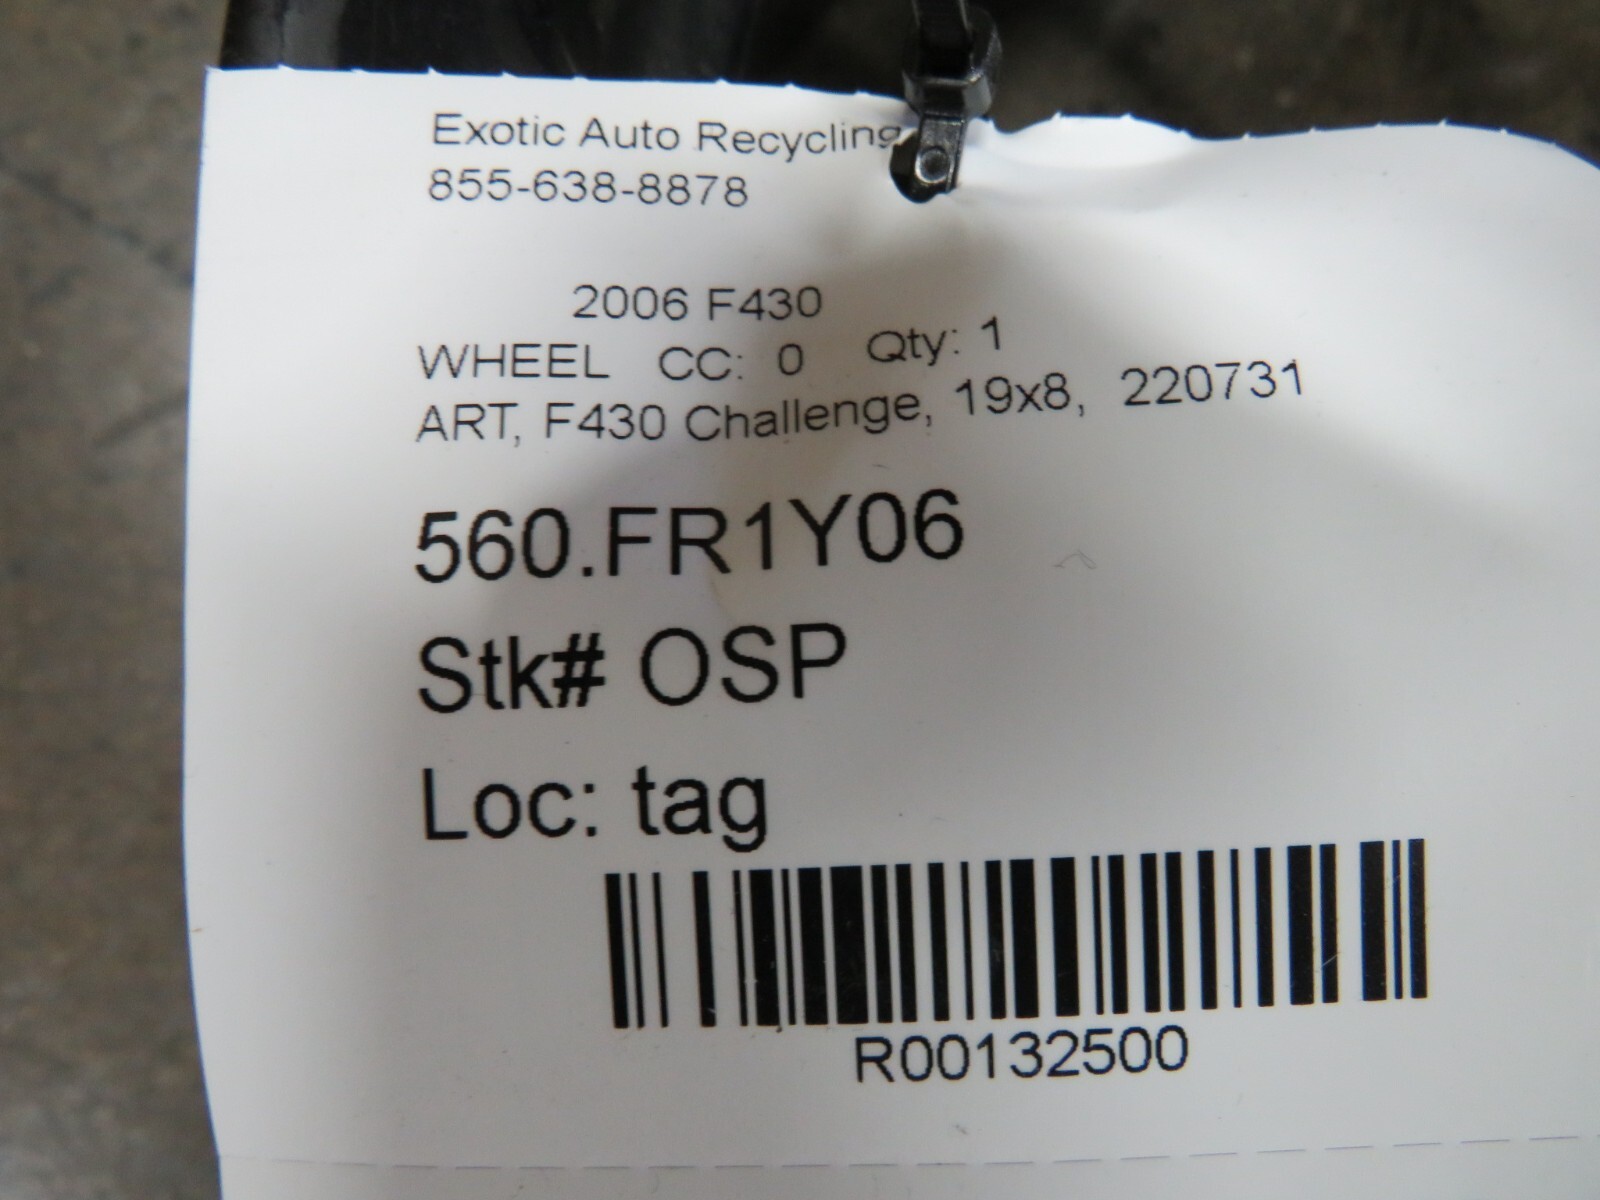 Exotic Auto Recycling
855-638-8878
2006 F430
WHEEL CC: 0 Qty: 1
ART, F430 Challenge, 19x8, 220731
560.FR1Y06
Stk# OSP
Loc: tag
R00132500